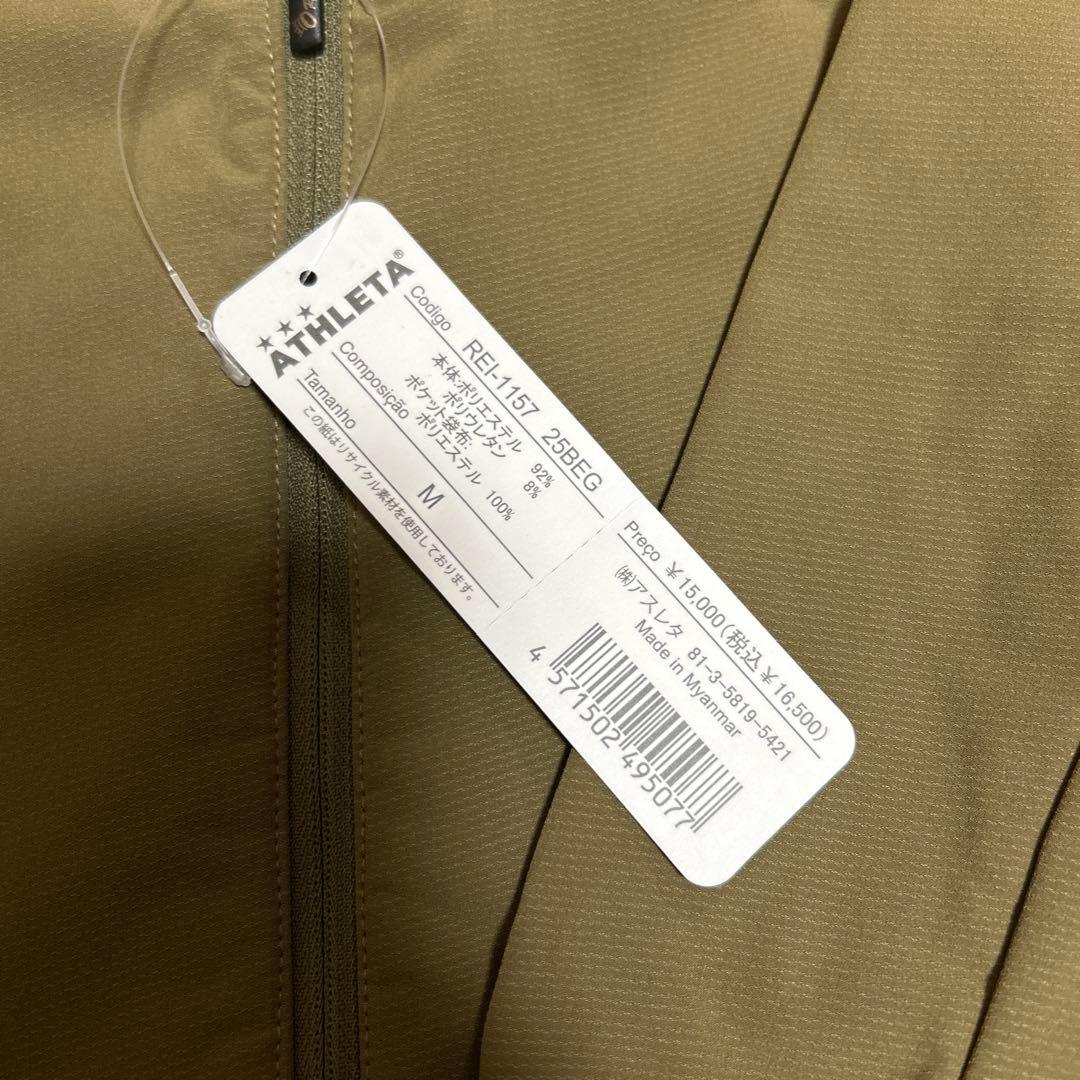 ATHLETA®
Codigo REI-1157 25BEG
Composição 本体:ポリエステル 92%
ポリウレタン 8%
ポケット袋布:
ポリエステル 100%
Tamanho M
この紙はリサイクル素材を使用しております。
Preço ¥15,000(税込¥16,500)
(株)アスレタ 81-3-5819-5421
Made in Myanmar
4 571502 495077